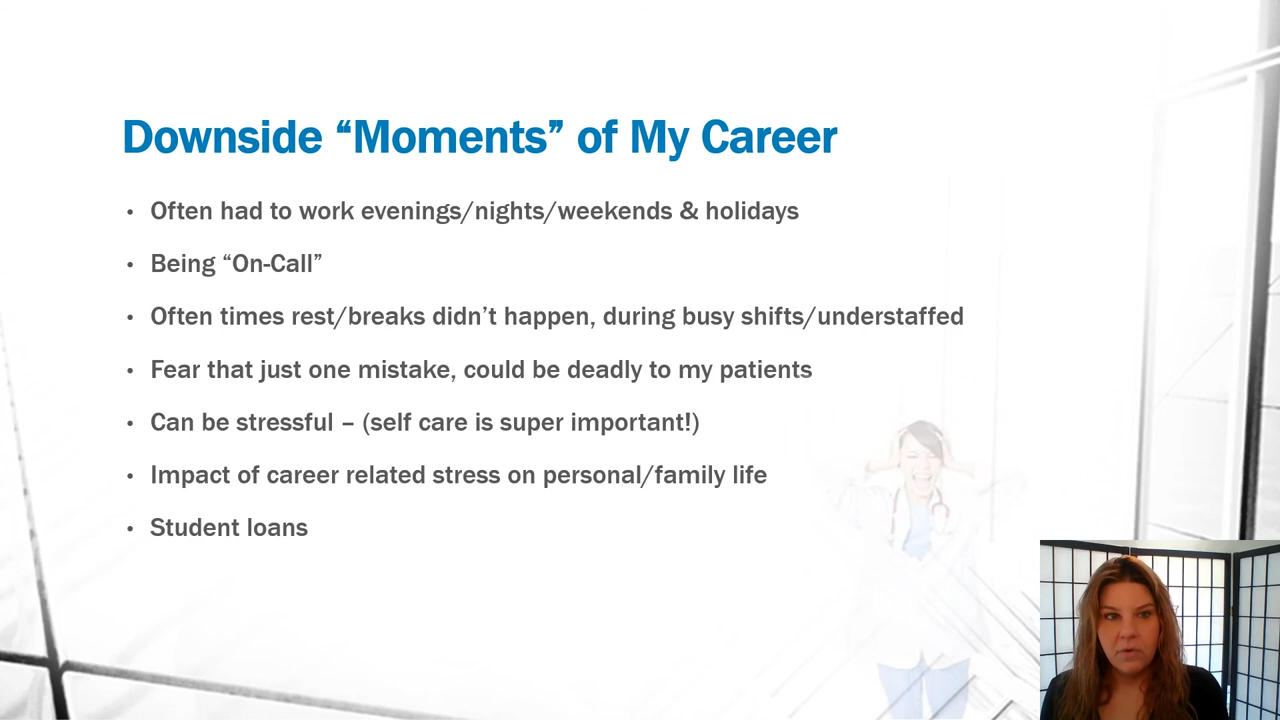 Downside “Moments” of My Career
• Often had to work evenings/nights/weekends & holidays
• Being “On-Call”
• Often times rest/breaks didn’t happen, during busy shifts/understaffed
• Fear that just one mistake, could be deadly to my patients
• Can be stressful – (self care is super important!)
• Impact of career related stress on personal/family life
• Student loans